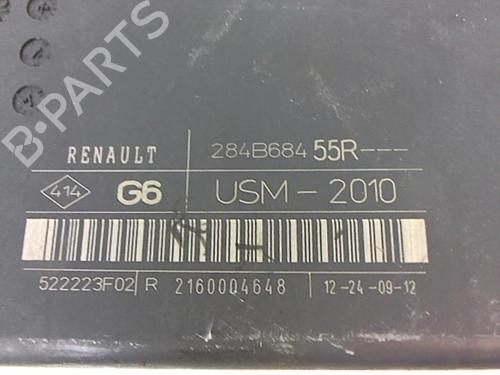 B-PARTS
RENAULT 284B684 55R---
414 G6 USM-2010
522223F02 R 2160004648 12-24-09-12